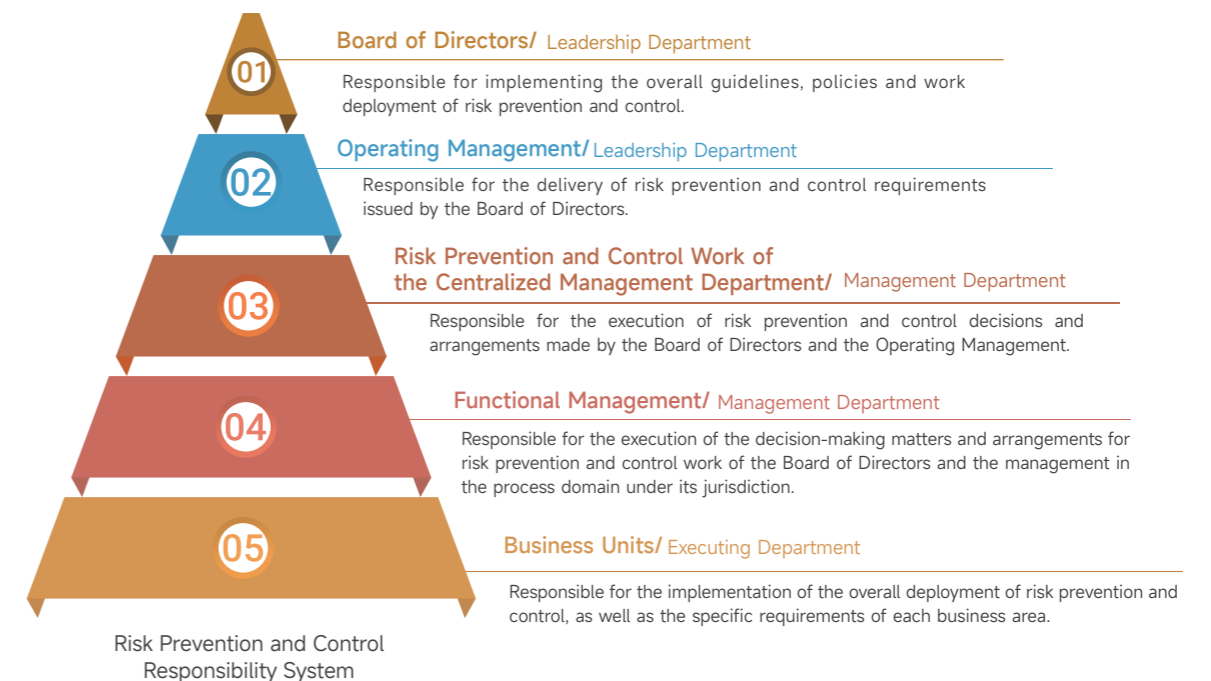 01
Board of Directors/ Leadership Department
Responsible for implementing the overall guidelines, policies and work
deployment of risk prevention and control.
02
Operating Management/ Leadership Department
Responsible for the delivery of risk prevention and control requirements
issued by the Board of Directors.
03
Risk Prevention and Control Work of
the Centralized Management Department/ Management Department
Responsible for the execution of risk prevention and control decisions and
arrangements made by the Board of Directors and the Operating Management.
04
Functional Management/ Management Department
Responsible for the execution of the decision-making matters and arrangements for
risk prevention and control work of the Board of Directors and the management in
the process domain under its jurisdiction.
05
Business Units/ Executing Department
Responsible for the implementation of the overall deployment of risk prevention and
control, as well as the specific requirements of each business area.
Risk Prevention and Control
Responsibility System